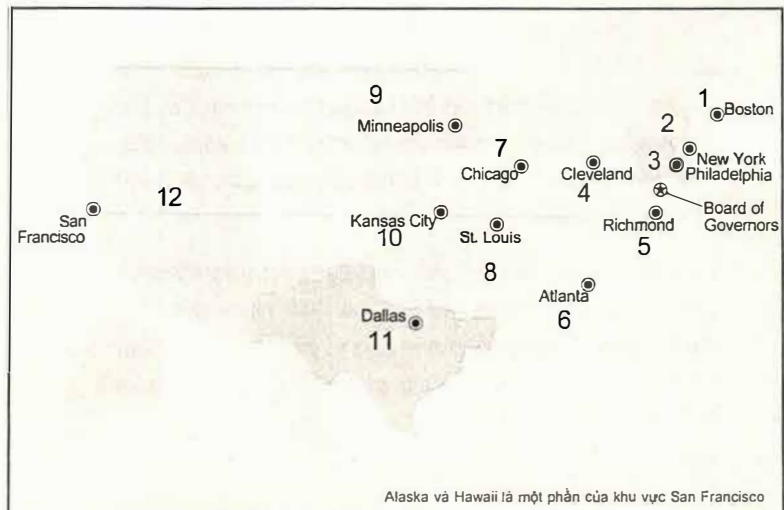 9
1
Boston
Minneapolis
2
7
3
New York
Philadelphia
Chicago
Cleveland
4
12
San
Francisco
Kansas City
10
St. Louis
Board of
Governors
Richmond
5
8
Atlanta
6
Dallas
11
Alaska và Hawaii là một phần của khu vực San Francisco